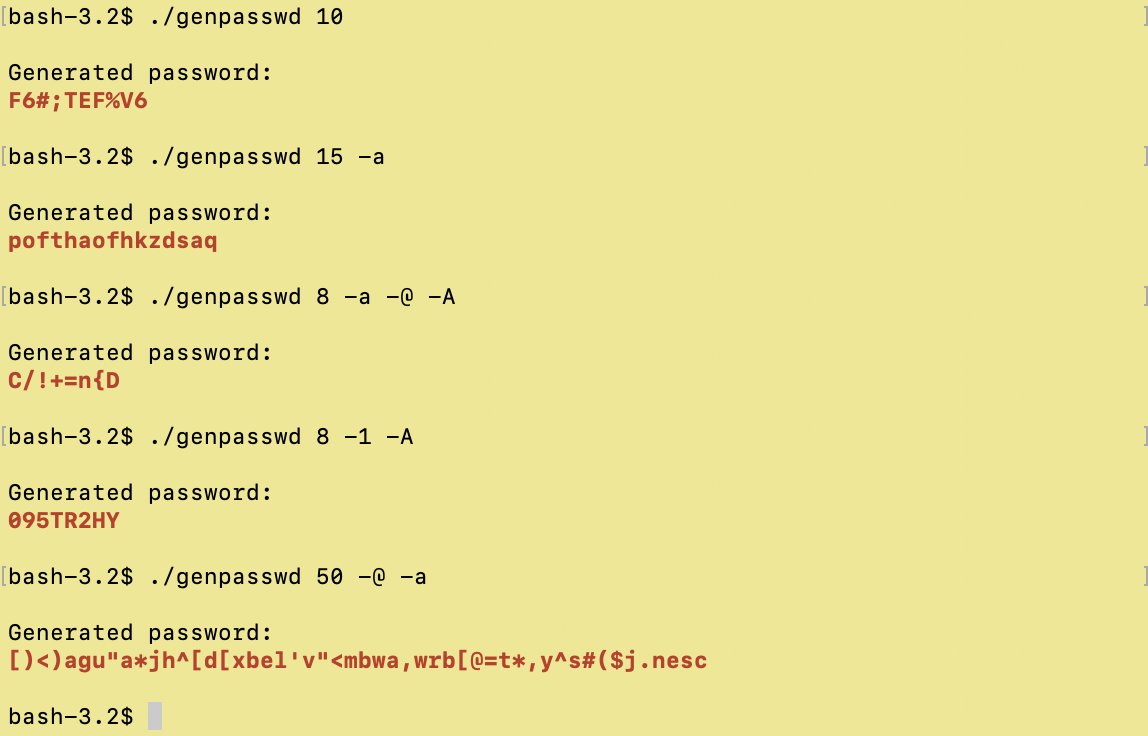 [bash-3.2$ ./genpasswd 10 ]
Generated password:
F6#;TEF%V6
[bash-3.2$ ./genpasswd 15 -a ]
Generated password:
pofthaofhkzdsaq
[bash-3.2$ ./genpasswd 8 -a -@ -A ]
Generated password:
C/!+=n{D
[bash-3.2$ ./genpasswd 8 -1 -A ]
Generated password:
095TR2HY
[bash-3.2$ ./genpasswd 50 -@ -a ]
Generated password:
[)<)agu"a*jh^[d[xbel'v"<mbwa,wrb[@=t*,y^s#($j.nesc
bash-3.2$